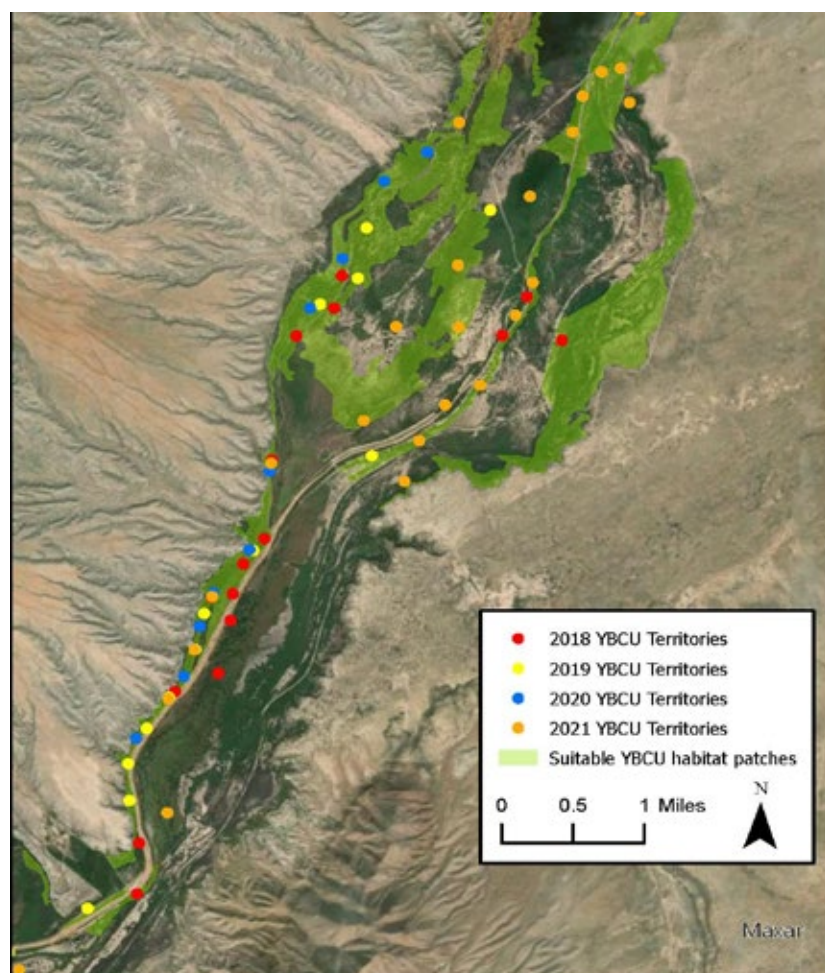 2018 YBCU Territories
2019 YBCU Territories
2020 YBCU Territories
2021 YBCU Territories
Suitable YBCU habitat patches
0 0.5 1 Miles
N
Maxar